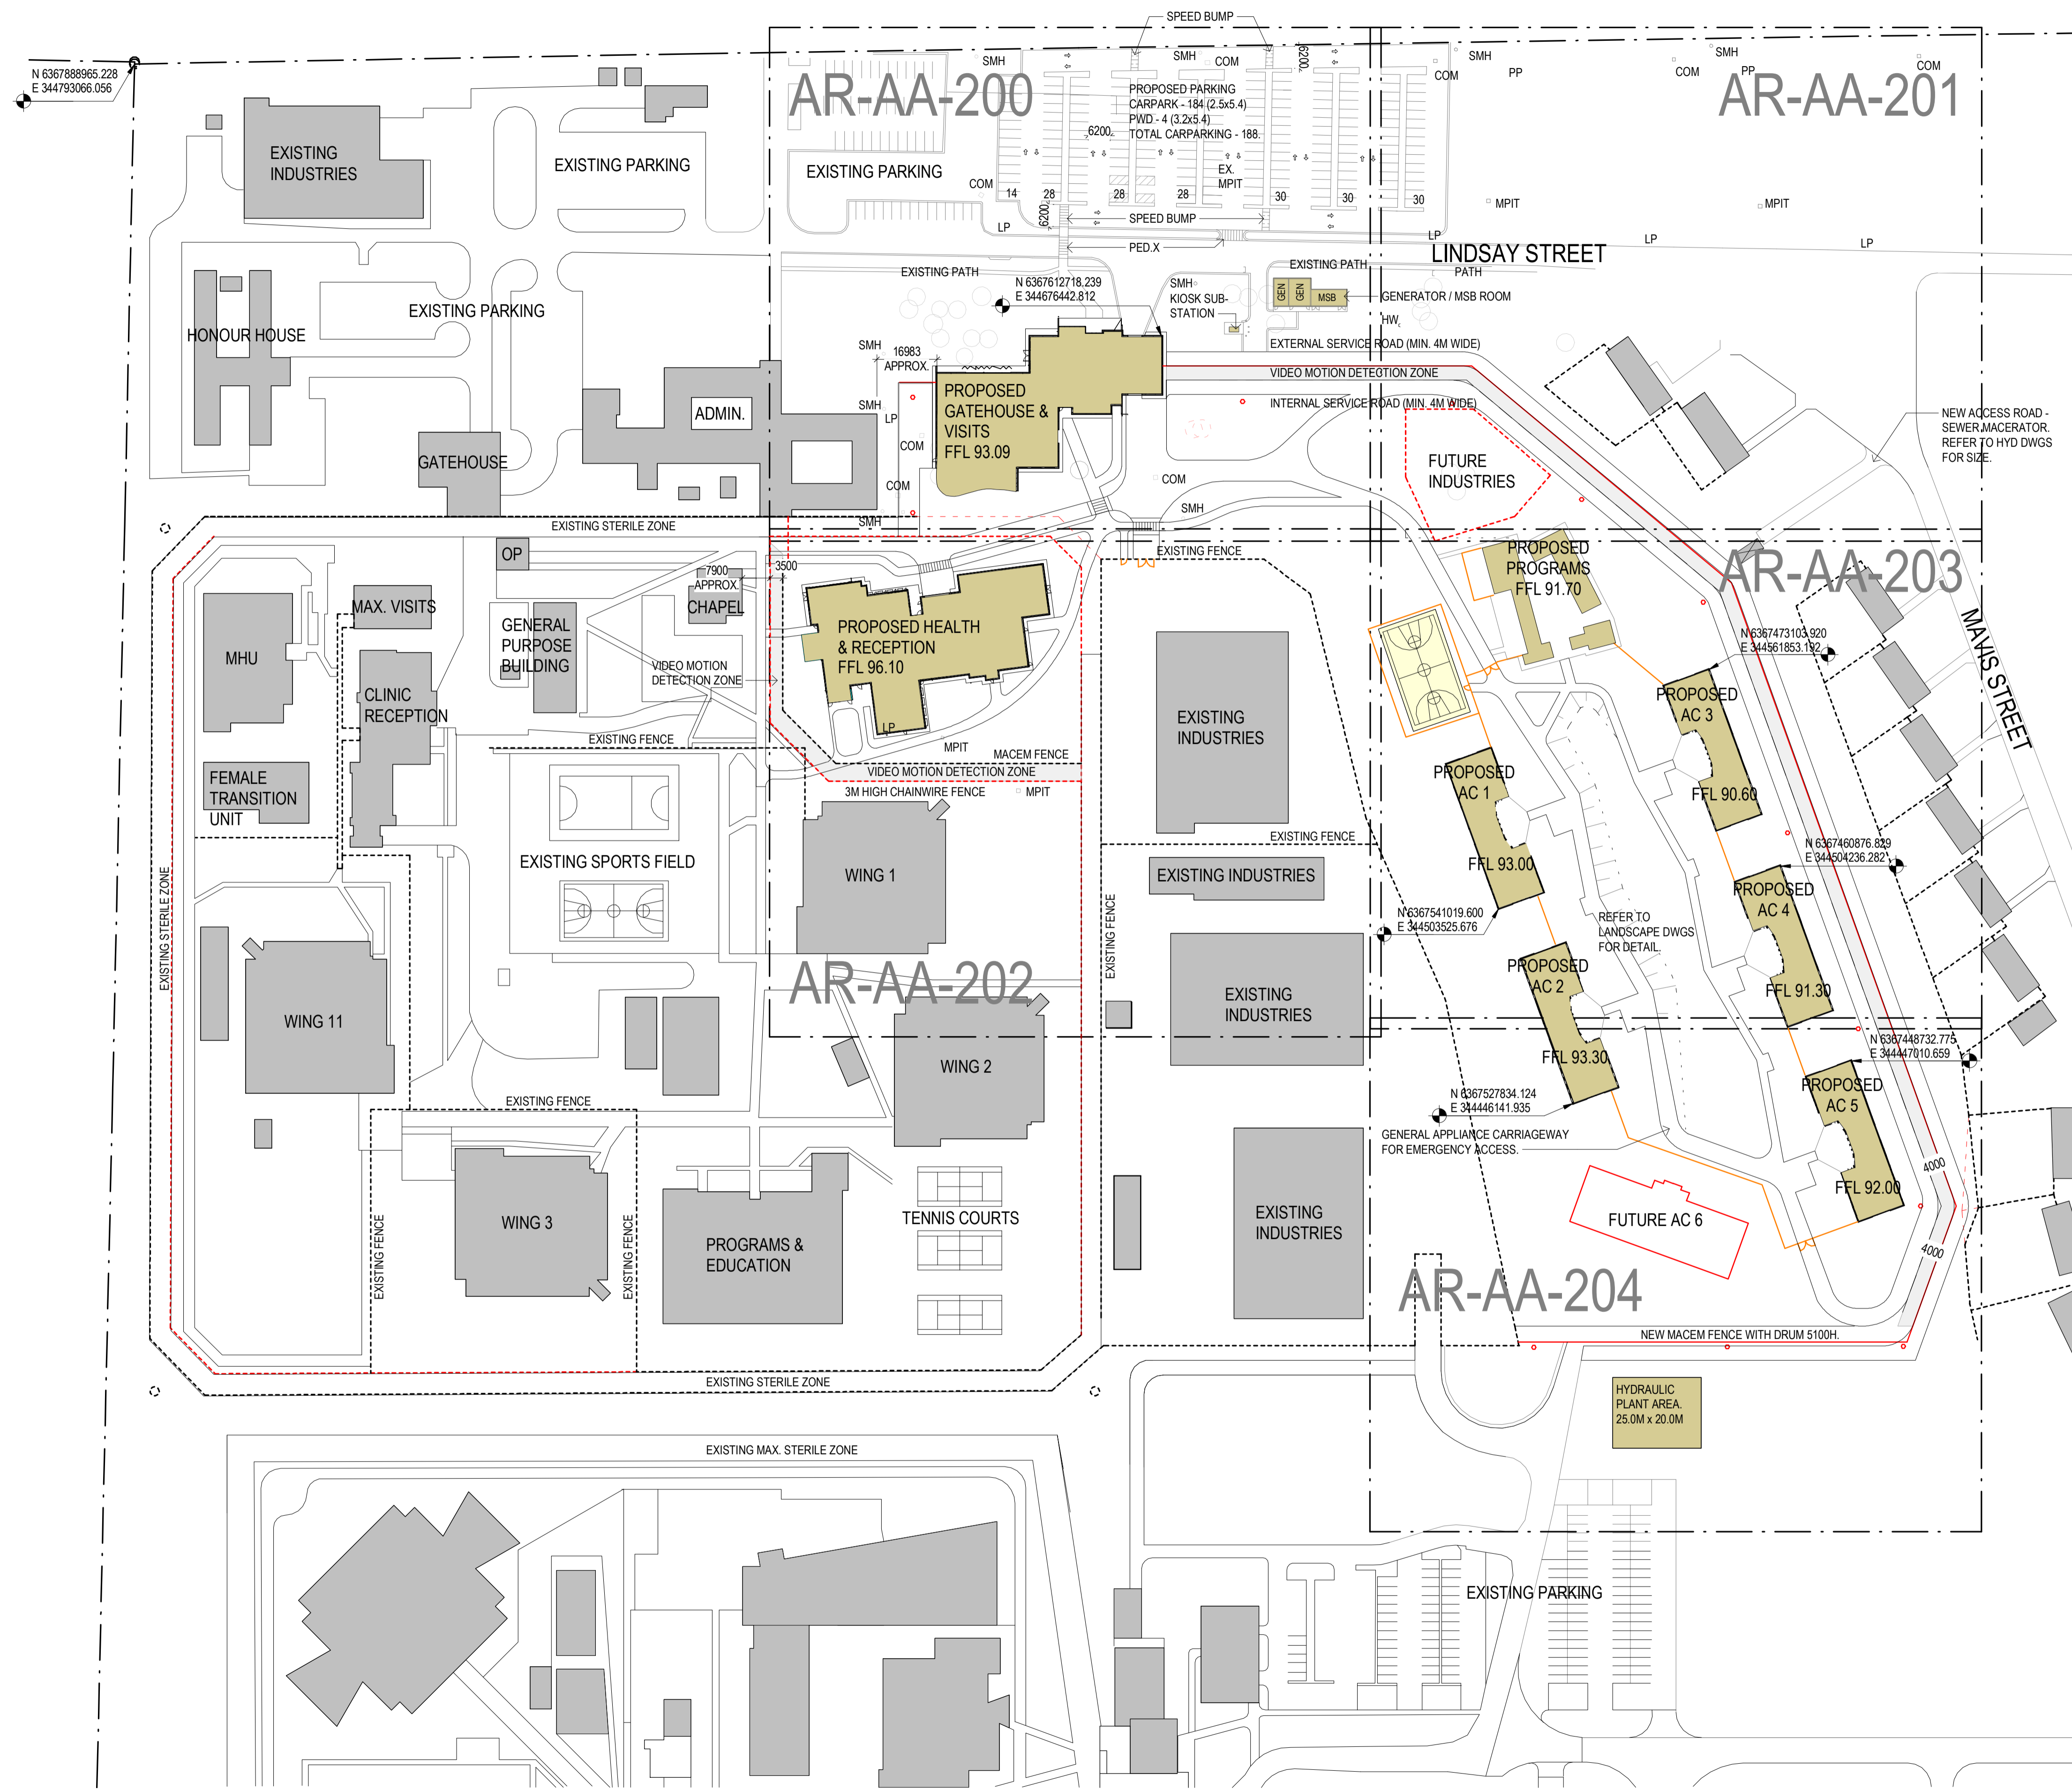 SPEED BUMP
N 6367888965.228
E 344793066.056
AR-AA-200
AR-AA-201
SMH
SMH
COM
6200
SMH
COM
PP
SMH
COM
PP
COM
PROPOSED PARKING
CARPARK - 184 (2.5x5.4)
PWD - 4 (3.2x5.4)
TOTAL CARPARKING - 188.
6200
EXISTING
INDUSTRIES
EXISTING PARKING
EXISTING PARKING
COM
EX.
MPIT
14
28
28
28
30
30
30
MPIT
MPIT
6200
SPEED BUMP
LP
PED.X
LP
LP
LP
LINDSAY STREET
EXISTING PATH
EXISTING PATH
PATH
N 6367612718.239
E 344676442.812
SMH
KIOSK SUB-
STATION
GEN
GEN
MSB
GENERATOR / MSB ROOM
HW
EXISTING PARKING
HONOUR HOUSE
SMH
16983
APPROX.
EXTERNAL SERVICE ROAD (MIN. 4M WIDE)
VIDEO MOTION DETECTION ZONE
INTERNAL SERVICE ROAD (MIN. 4M WIDE)
PROPOSED
GATEHOUSE &
VISITS
FFL 93.09
SMH
LP
COM
COM
SMH
ADMIN.
GATEHOUSE
COM
SMH
FUTURE
INDUSTRIES
NEW ACCESS ROAD -
SEWER MACERATOR.
REFER TO HYD DWGS
FOR SIZE.
EXISTING STERILE ZONE
OP
7900
APPROX.
3500
CHAPEL
EXISTING FENCE
PROPOSED
PROGRAMS
FFL 91.70
AR-AA-203
MAVIS STREET
MAX. VISITS
GENERAL
PURPOSE
BUILDING
MHU
CLINIC
RECEPTION
VIDEO MOTION
DETECTION ZONE
PROPOSED HEALTH
& RECEPTION
FFL 96.10
LP
MPIT
N 6367473103.920
E 344561853.192
PROPOSED
AC 3
FFL 90.60
EXISTING
INDUSTRIES
EXISTING FENCE
MACEM FENCE
VIDEO MOTION DETECTION ZONE
3M HIGH CHAINWIRE FENCE
MPIT
FEMALE
TRANSITION
UNIT
PROPOSED
AC 1
FFL 93.00
EXISTING FENCE
EXISTING SPORTS FIELD
WING 1
EXISTING INDUSTRIES
N 6367460876.829
E 344504236.282
PROPOSED
AC 4
FFL 91.30
N 6367541019.600
E 344503525.676
REFER TO
LANDSCAPE DWGS
FOR DETAIL.
EXISTING STERILE ZONE
EXISTING FENCE
AR-AA-202
PROPOSED
AC 2
FFL 93.30
WING 11
EXISTING
INDUSTRIES
WING 2
N 6367448732.775
E 344447010.659
PROPOSED
AC 5
FFL 92.00
N 6367527834.124
E 344446141.935
EXISTING FENCE
GENERAL APPLIANCE CARRIAGEWAY
FOR EMERGENCY ACCESS.
4000
4000
EXISTING FENCE
WING 3
EXISTING FENCE
PROGRAMS &
EDUCATION
TENNIS COURTS
EXISTING
INDUSTRIES
FUTURE AC 6
AR-AA-204
NEW MACEM FENCE WITH DRUM 5100H.
EXISTING STERILE ZONE
HYDRAULIC
PLANT AREA.
25.0M x 20.0M
EXISTING MAX. STERILE ZONE
EXISTING PARKING